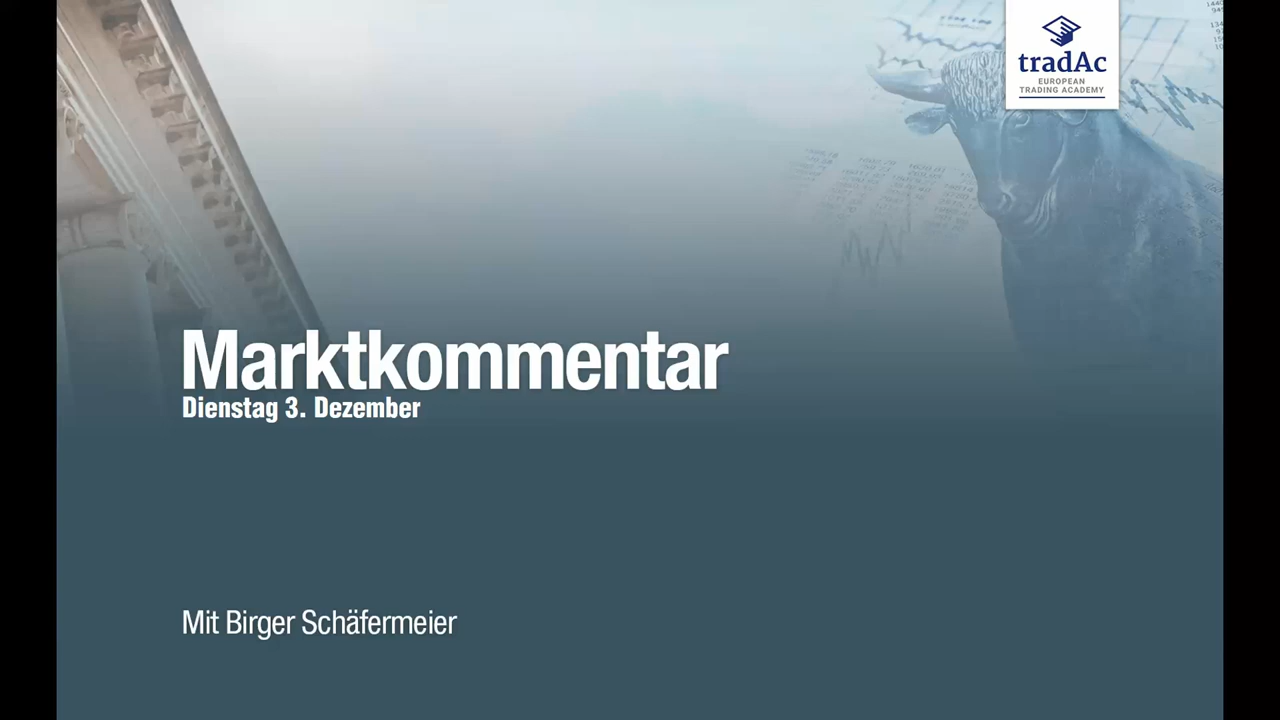 tradAc
EUROPEAN
TRADING ACADEMY
Marktkommentar
Dienstag 3. Dezember
Mit Birger Schäfermeier